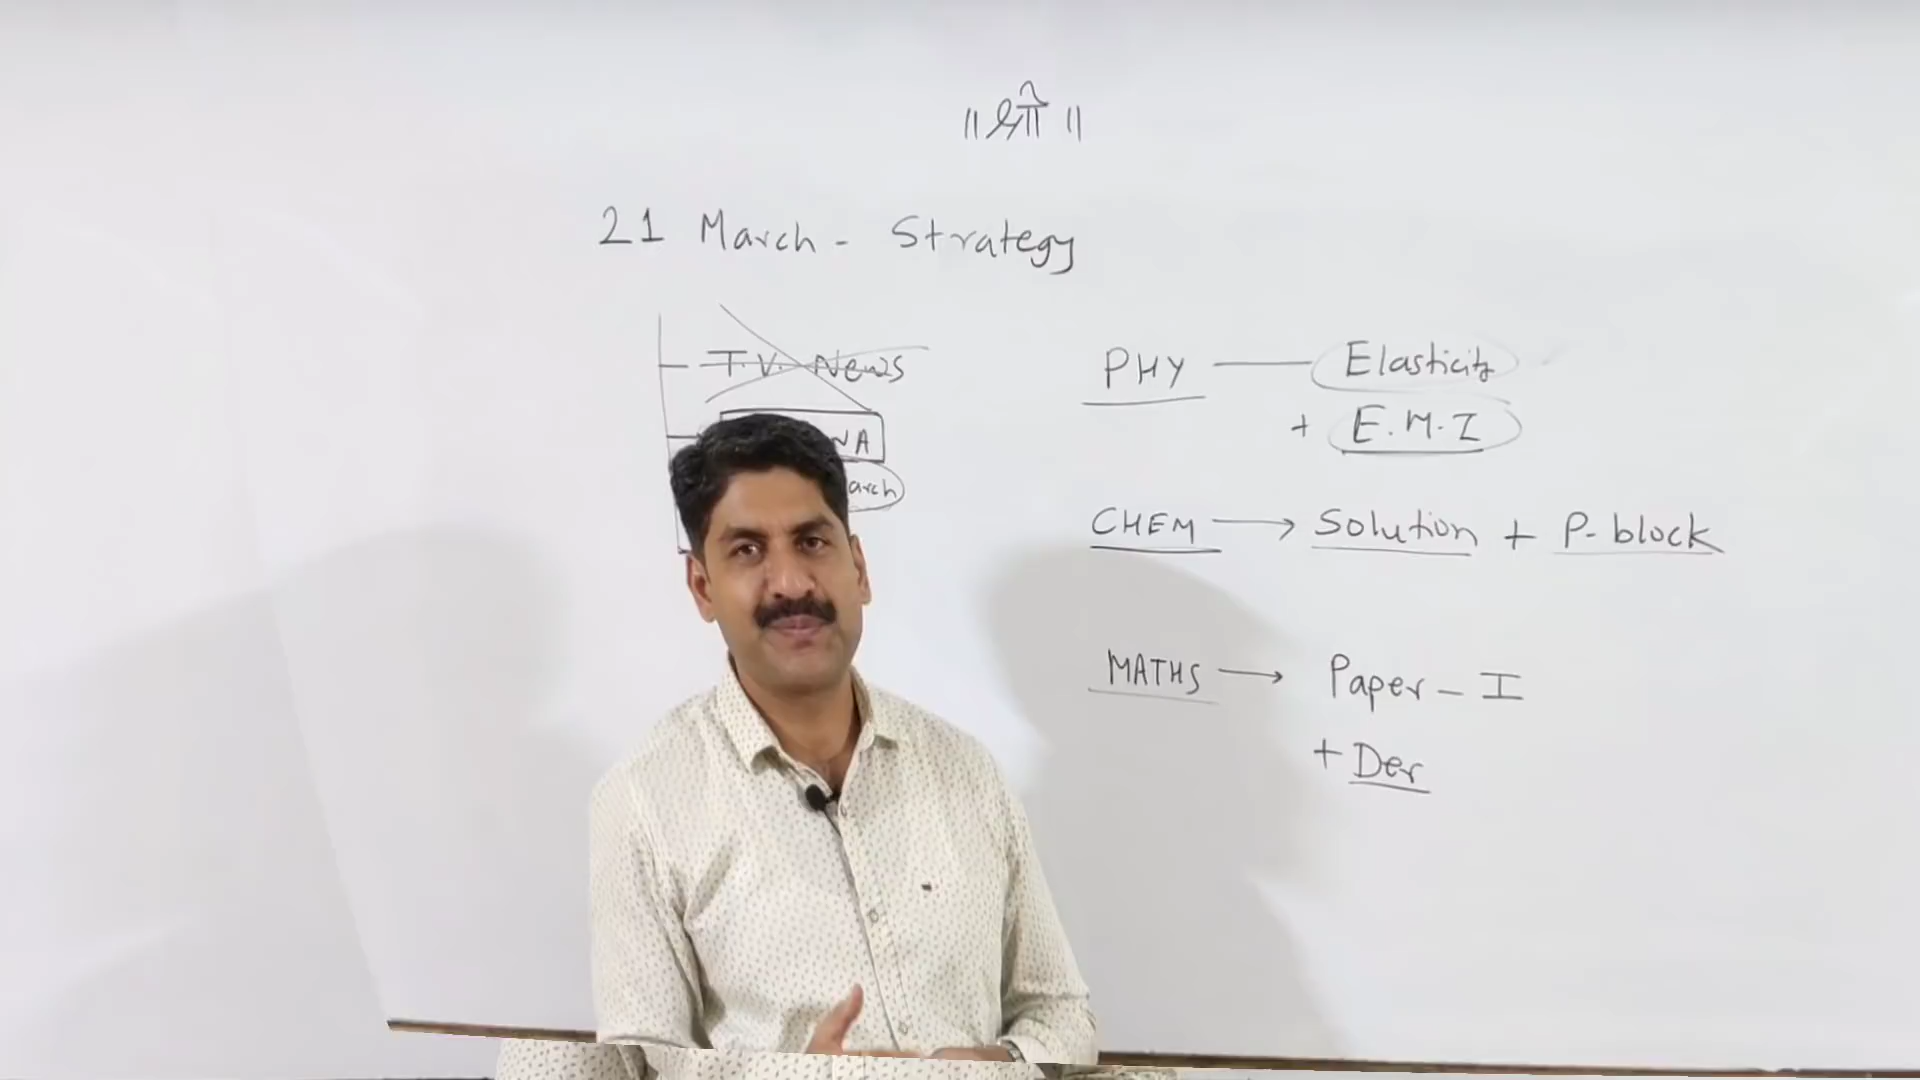 ॥ श्री ॥
21 March - Strategy
T.V. News
PHY — Elasticity
+ E.M.I
CHEM → Solution + P-block
MATHS → Paper - I
+ Der